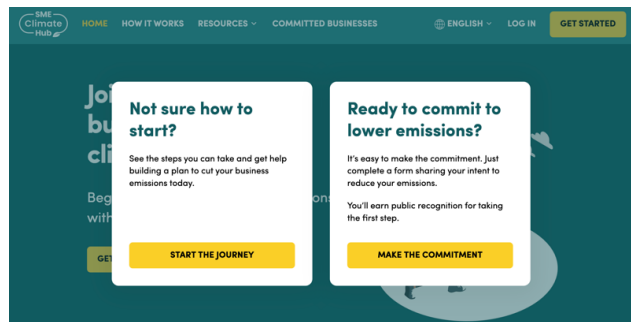 SME
Climate
Hub
HOME HOW IT WORKS RESOURCES COMMITTED BUSINESSES ENGLISH LOG IN GET STARTED
Not sure how to
start?
See the steps you can take and get help
building a plan to cut your business
emissions today.
START THE JOURNEY
Ready to commit to
lower emissions?
It's easy to make the commitment. Just
complete a form sharing your intent to
reduce your emissions.
You'll earn public recognition for taking
the first step.
MAKE THE COMMITMENT